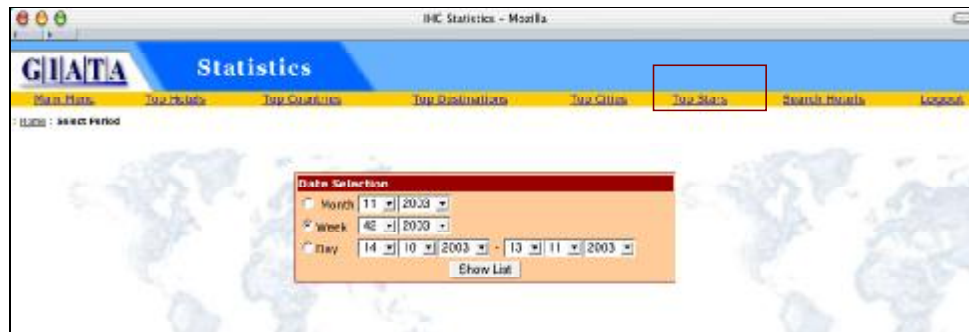 IHC Statistics - Mozilla
G|I|A|T|A Statistics
Main Menu Top Hotels Top Countries Top Destinations Top Cities Top Stars Search Hotels Logout
: Home : Select Period
Date Selection
Month 11 2003
Week 42 2003
Day 14 10 2003 - 13 11 2003
Show List